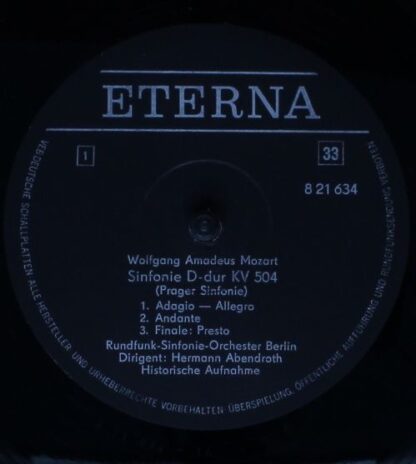 ETERNA
1
33
8 21 634
Wolfgang Amadeus Mozart
Sinfonie D-dur KV 504
(Prager Sinfonie)
1. Adagio — Allegro
2. Andante
3. Finale: Presto
Rundfunk-Sinfonie-Orchester Berlin
Dirigent: Hermann Abendroth
Historische Aufnahme
VEB DEUTSCHE SCHALLPLATTEN ALLE HERSTELLER UND URHEBERRECHTE VORBEHALTEN ÜBERSPIELUNG, ÖFFENTLICHE AUFFÜHRUNG UND RUNDFUNKSENDUNG VERBOTEN